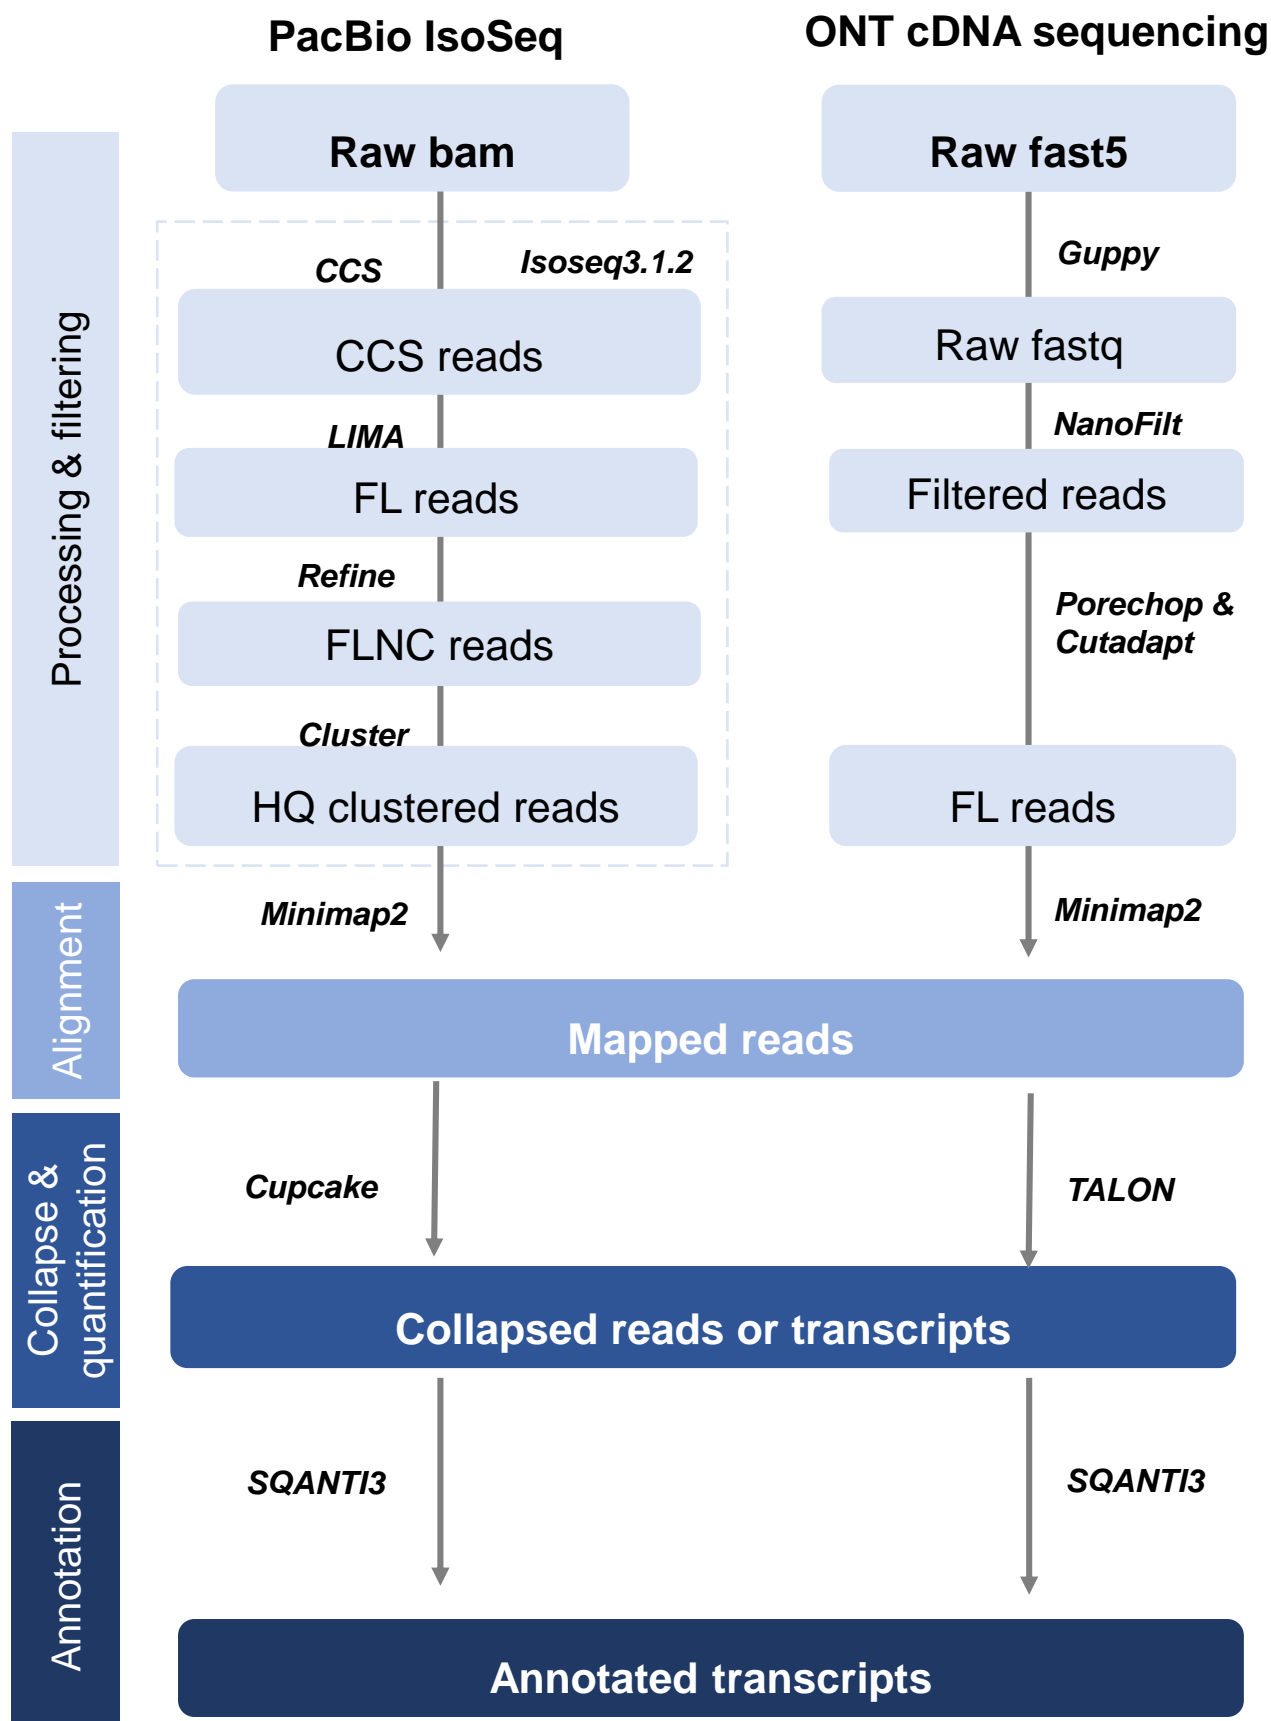 PacBio IsoSeq
ONT cDNA sequencing
Processing & filtering
Raw bam
CCS
Isoseq3.1.2
CCS reads
LIMA
FL reads
Refine
FLNC reads
Cluster
HQ clustered reads
Raw fast5
Guppy
Raw fastq
NanoFilt
Filtered reads
Porechop &
Cutadapt
FL reads
Alignment
Minimap2
Minimap2
Mapped reads
Collapse &
quantification
Cupcake
TALON
Collapsed reads or transcripts
Annotation
SQANTI3
SQANTI3
Annotated transcripts